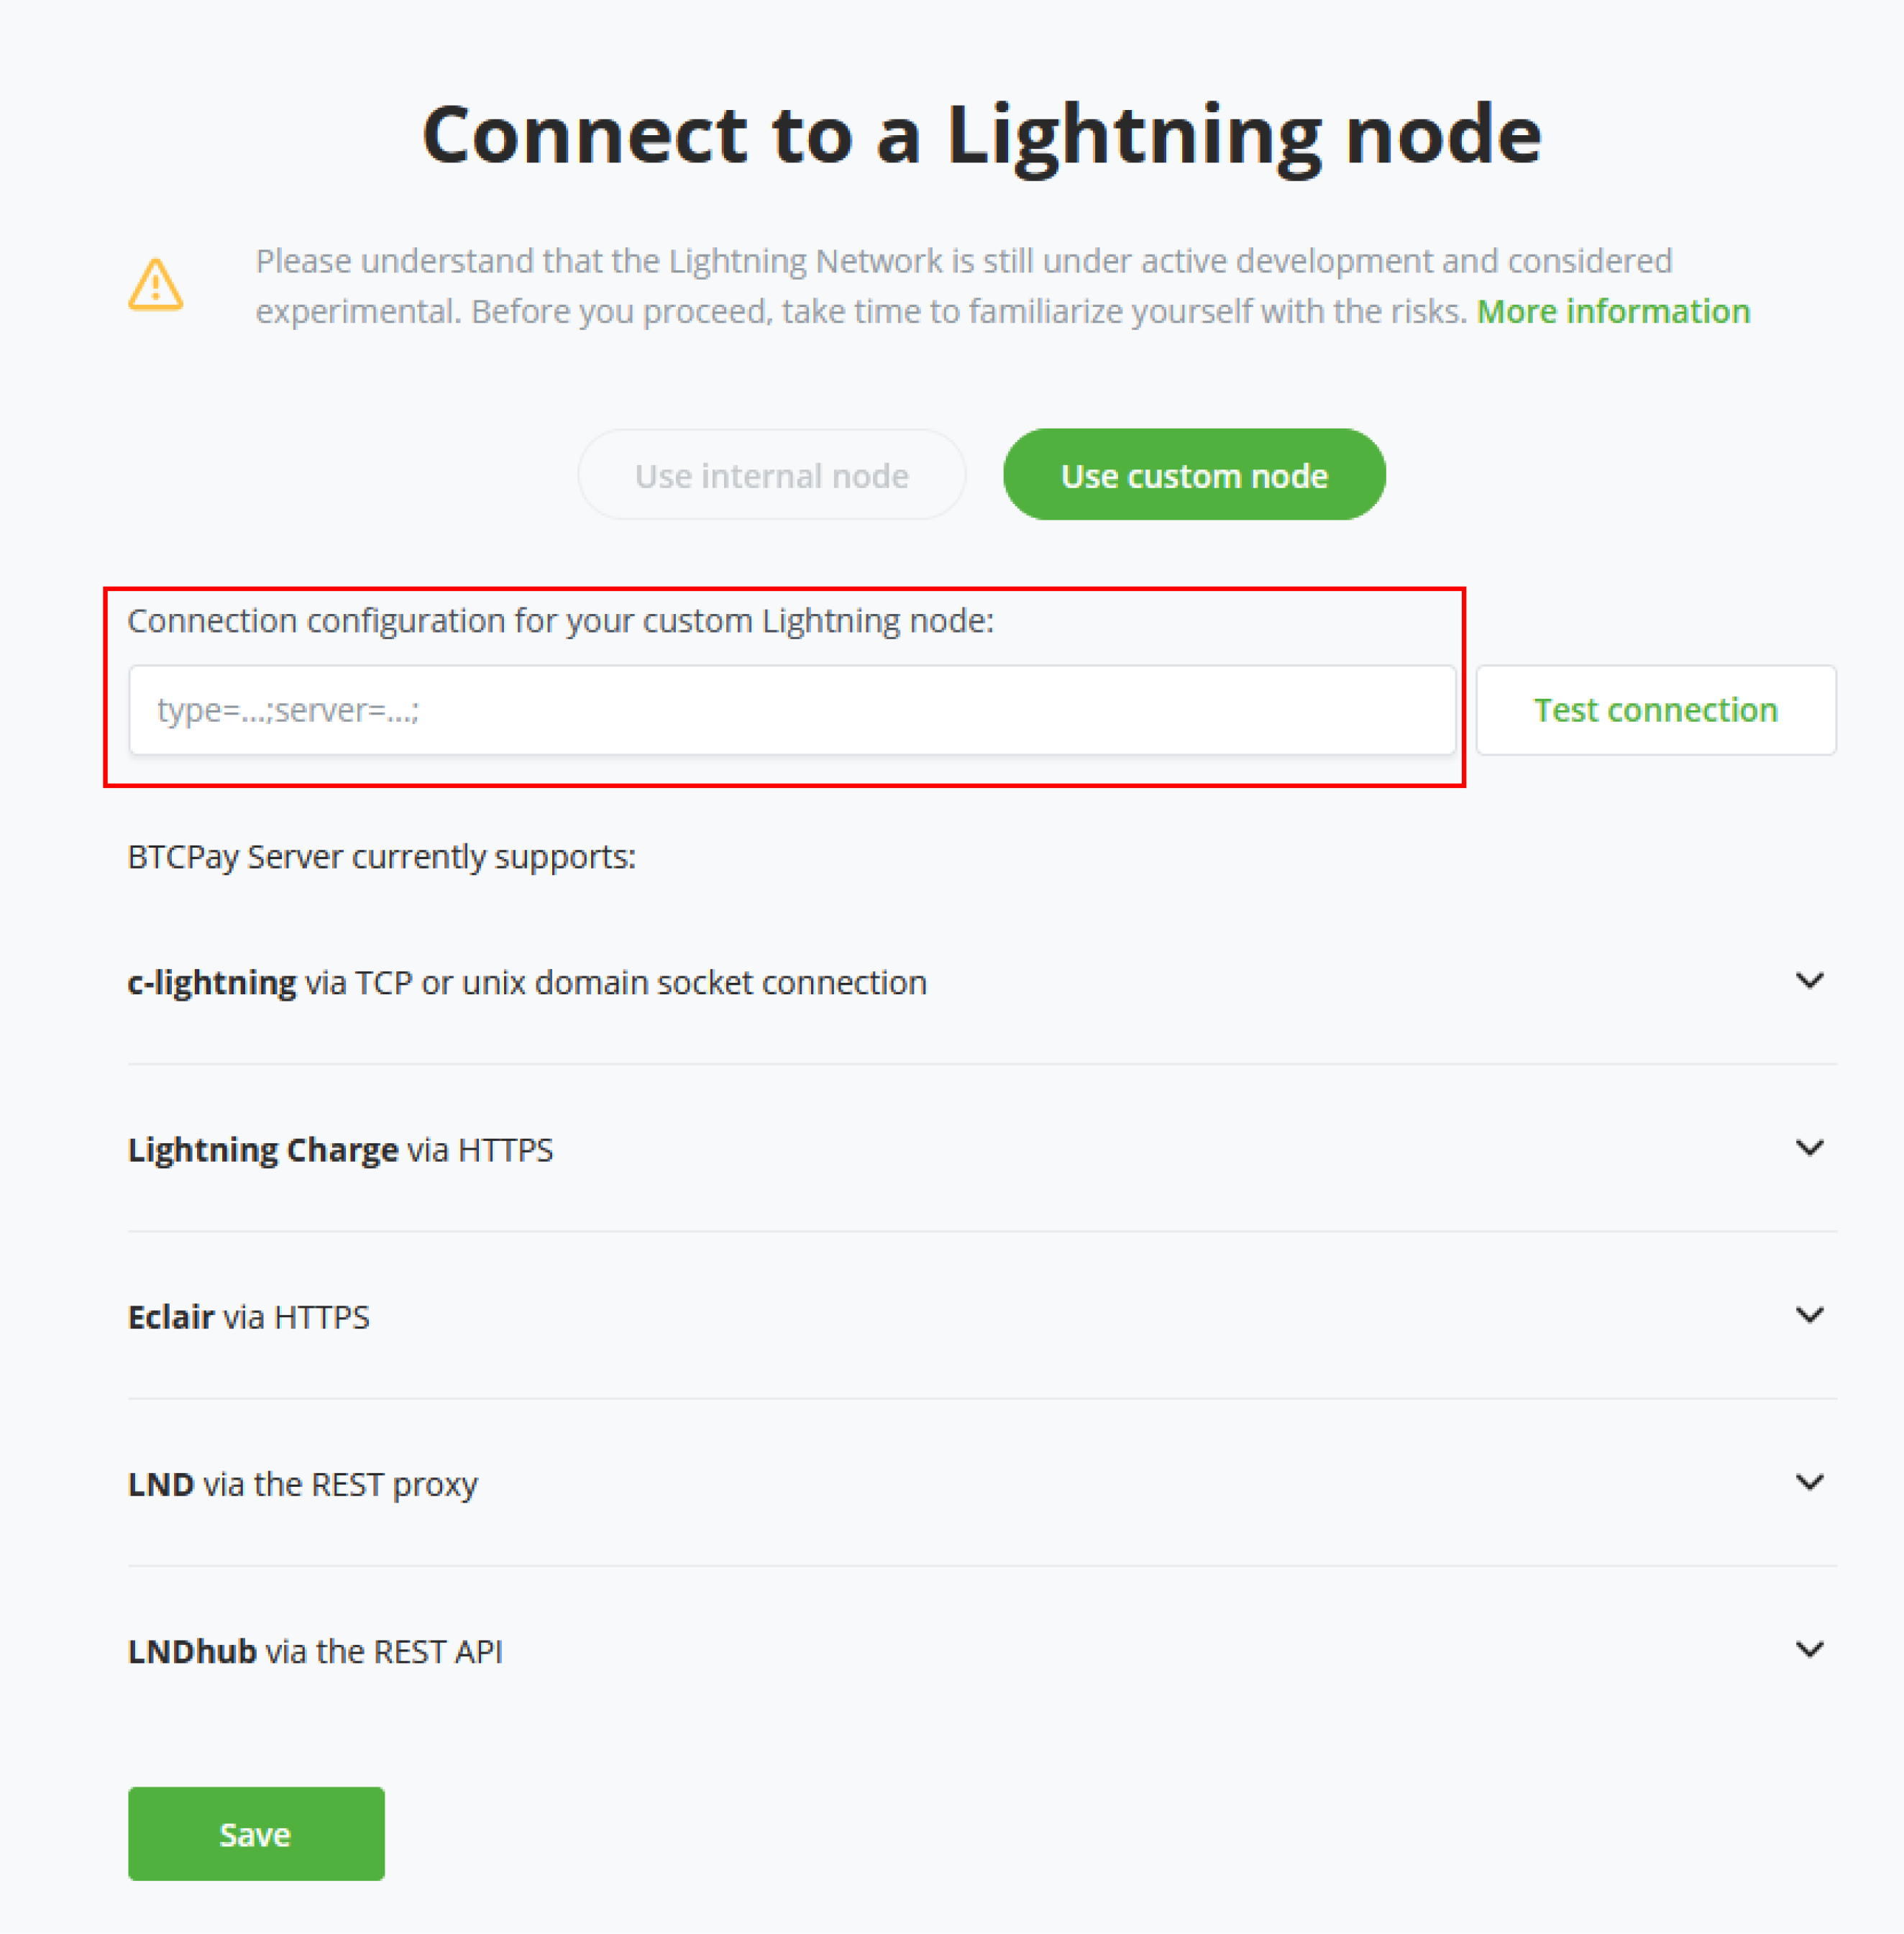 Connect to a Lightning node
Please understand that the Lightning Network is still under active development and considered
experimental. Before you proceed, take time to familiarize yourself with the risks. More information
Use internal node
Use custom node
Connection configuration for your custom Lightning node:
type=...;server=...;
Test connection
BTCPay Server currently supports:
c-lightning via TCP or unix domain socket connection
Lightning Charge via HTTPS
Eclair via HTTPS
LND via the REST proxy
LNDhub via the REST API
Save